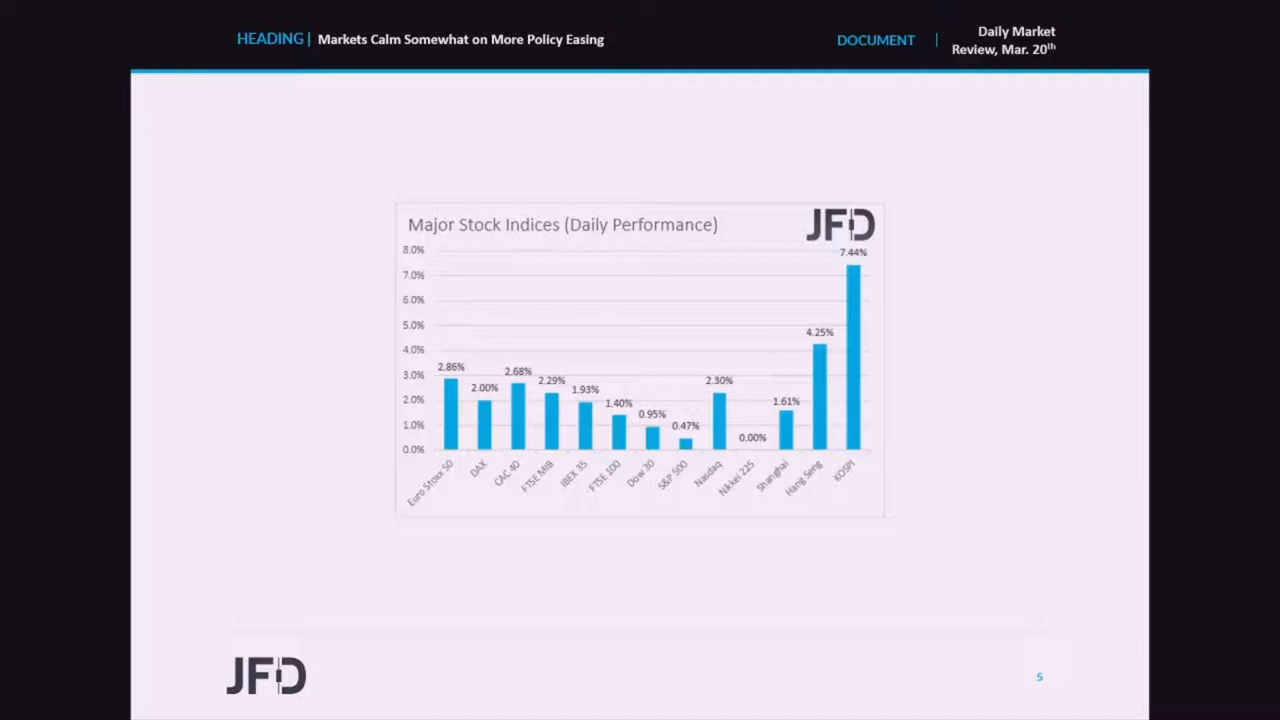 HEADING | Markets Calm Somewhat on More Policy Easing
DOCUMENT | Daily Market
Review, Mar. 20th
Major Stock Indices (Daily Performance)
JFD
8.0%
7.0%
6.0%
5.0%
4.0%
3.0%
2.0%
1.0%
0.0%
2.86%
2.00%
2.68%
2.29%
1.93%
1.40%
0.95%
0.47%
2.30%
0.00%
1.61%
4.25%
7.44%
Euro Stoxx 50
DAX
CAC 40
FTSE MIB
IBEX 35
FTSE 100
Dow 30
S&P 500
Nasdaq
Nikkei 225
Shanghai
Hang Seng
KOSPI
JFD
5